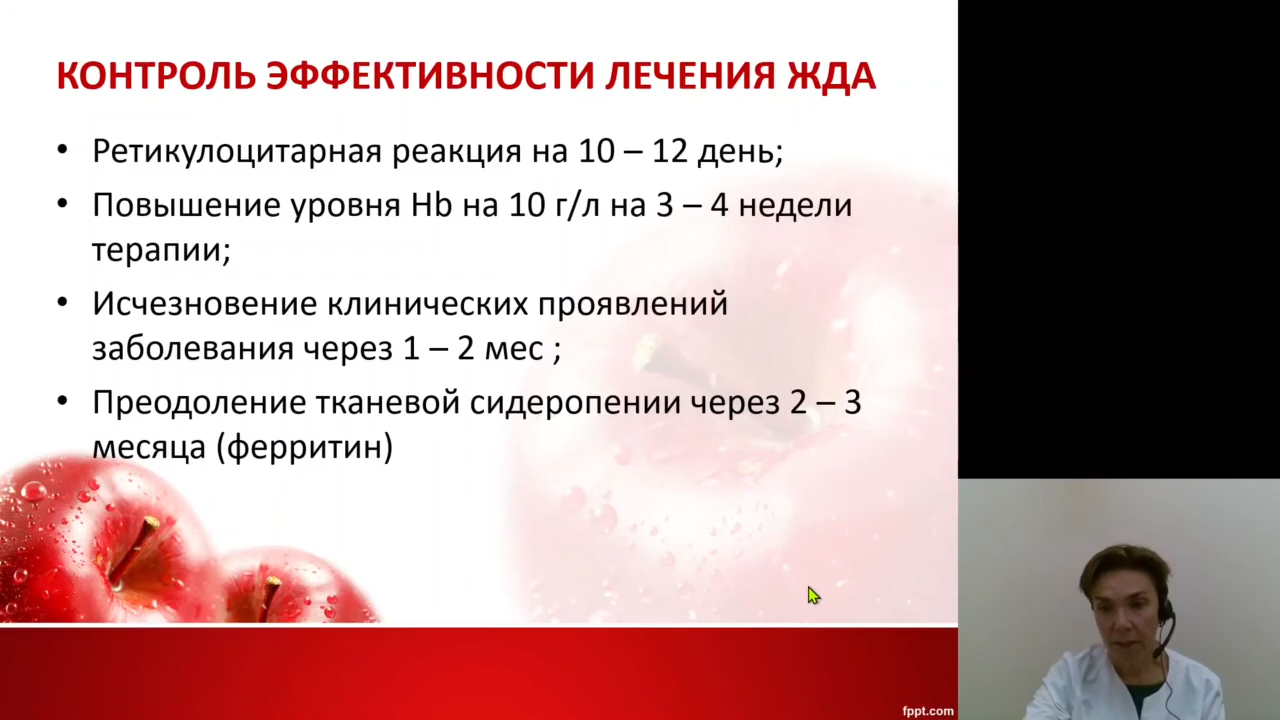 КОНТРОЛЬ ЭФФЕКТИВНОСТИ ЛЕЧЕНИЯ ЖДА
• Ретикулоцитарная реакция на 10 – 12 день;
• Повышение уровня Hb на 10 г/л на 3 – 4 недели
терапии;
• Исчезновение клинических проявлений
заболевания через 1 – 2 мес ;
• Преодоление тканевой сидеропении через 2 – 3
месяца (ферритин)
fppt.com